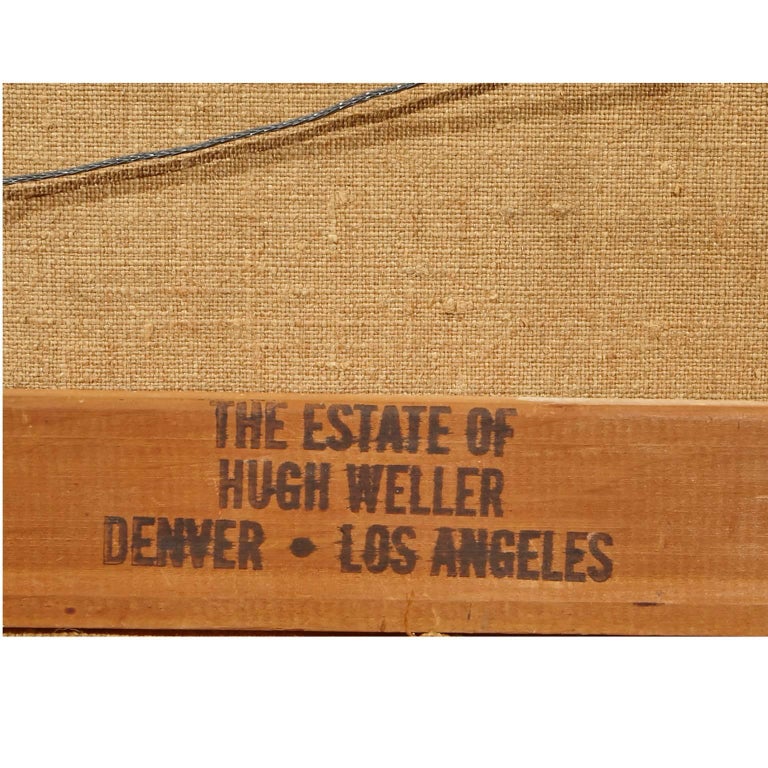 THE ESTATE OF
HUGH WELLER
DENVER • LOS ANGELES